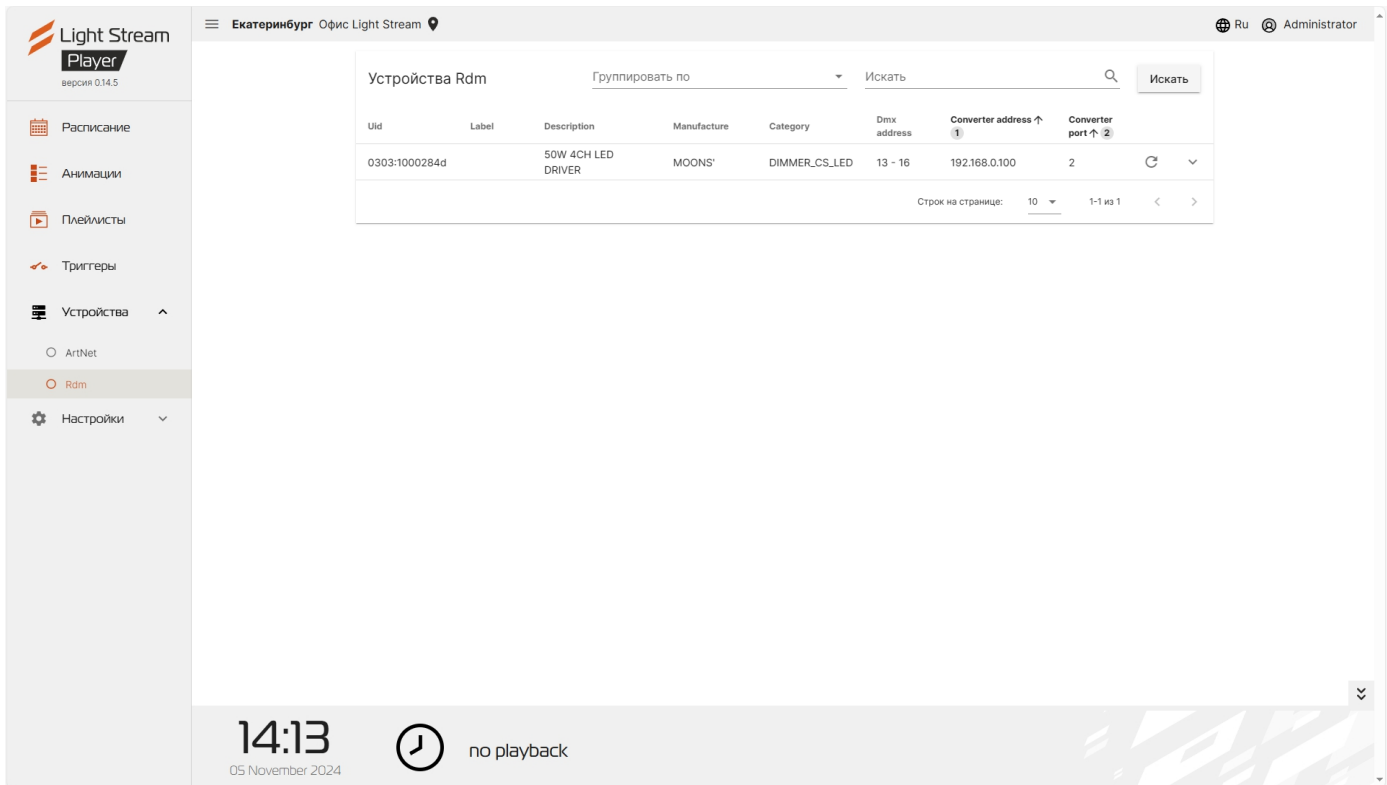 Light Stream
Player
версия 0.14.5
Екатеринбург Офис Light Stream
Ru Administrator
Расписание
Анимации
Плейлисты
Триггеры
Устройства
ArtNet
Rdm
Настройки
Устройства Rdm Группировать по Искать Искать
Uid Label Description Manufacture Category Dmx address Converter address 1 Converter port 2
0303:1000284d 50W 4CH LED DRIVER MOONS' DIMMER_CS_LED 13 - 16 192.168.0.100 2
Строк на странице: 10 1-1 из 1
14:13
05 November 2024
no playback